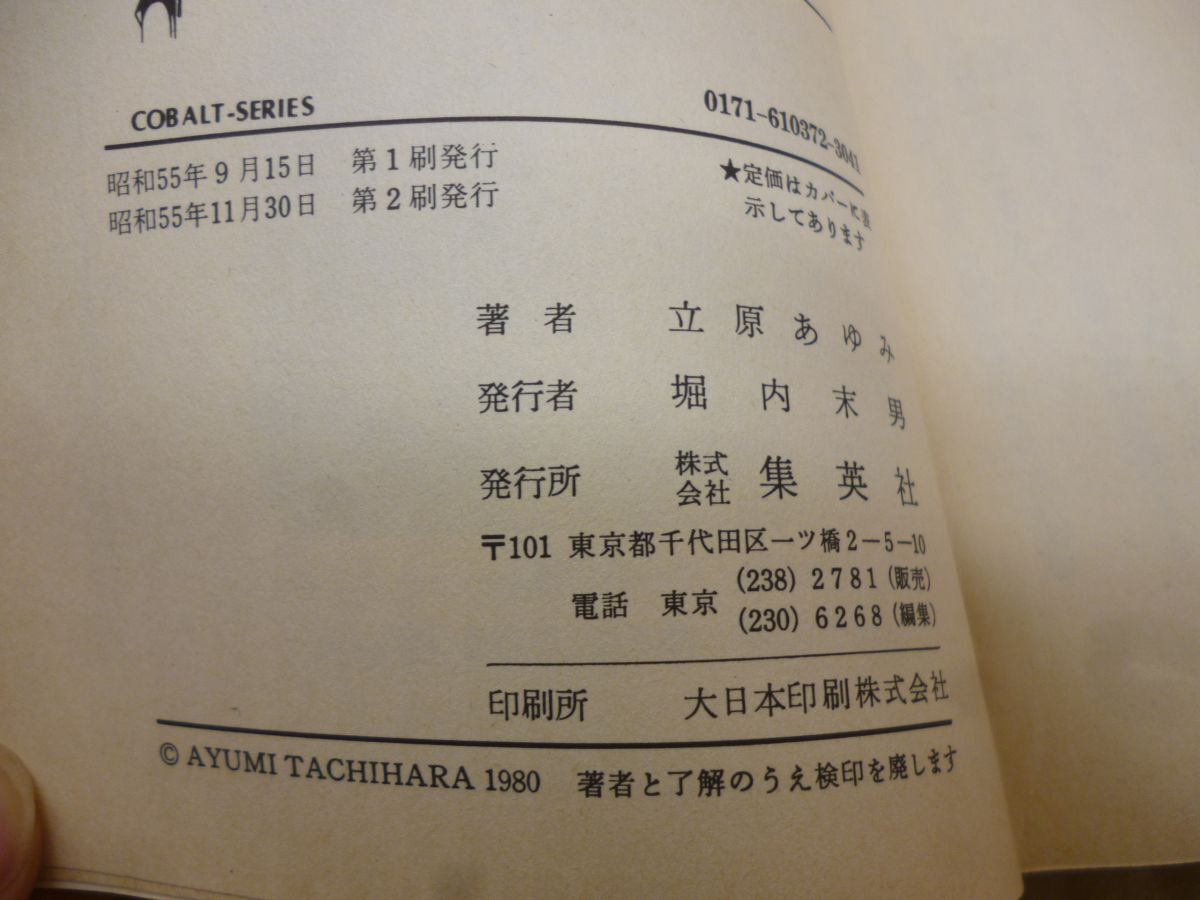 COBALT-SERIES
0171-610372-3041
昭和55年9月15日 第1刷発行
昭和55年11月30日 第2刷発行
★定価はカバーに表
示してあります
著者 立原あゆみ
発行者 堀内末男
発行所 株式会社 集英社
〒101 東京都千代田区一ツ橋2-5-10
電話 東京 (238) 2781 (販売)
(230) 6268 (編集)
印刷所 大日本印刷株式会社
© AYUMI TACHIHARA 1980 著者と了解のうえ検印を廃します